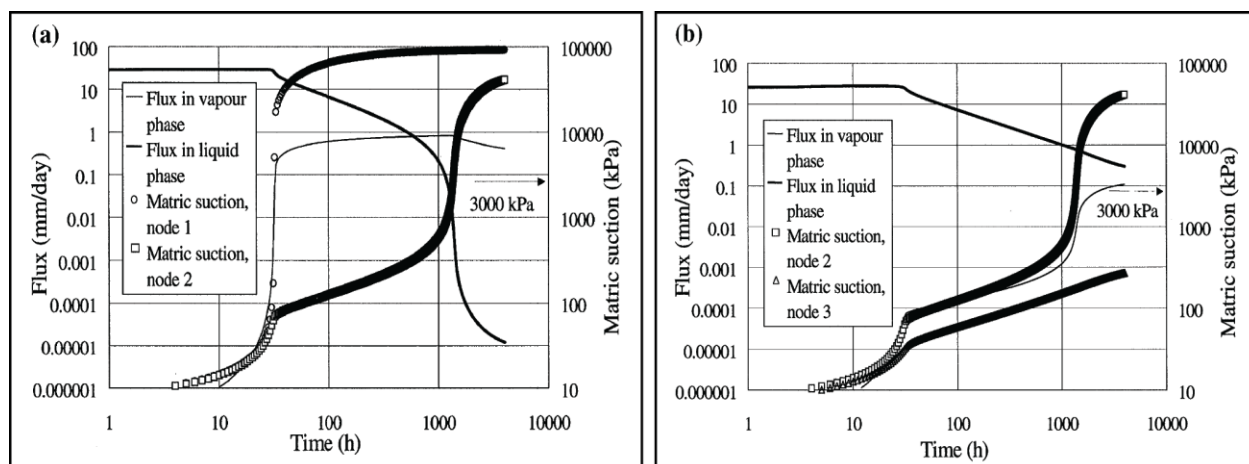 (a)
100
10
1
0.1
0.01
0.001
0.0001
0.00001
0.000001
Flux (mm/day)
Flux in vapour
phase
Flux in liquid
phase
Matric suction,
node 1
Matric suction,
node 2
3000 kPa
100000
10000
1000
100
10
Matric suction (kPa)
1
10
100
1000
10000
Time (h)
(b)
100
10
1
0.1
0.01
0.001
0.0001
0.00001
0.000001
Flux (mm/day)
Flux in vapour
phase
Flux in liquid
phase
Matric suction,
node 2
Matric suction,
node 3
3000 kPa
100000
10000
1000
100
10
Matric suction (kPa)
1
10
100
1000
10000
Time (h)